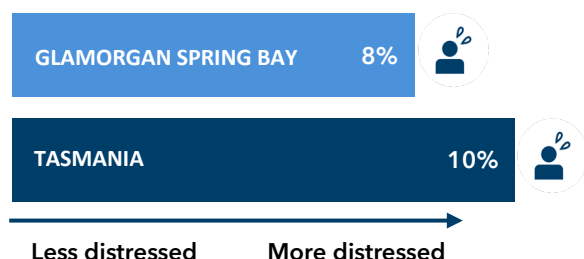 GLAMORGAN SPRING BAY 8%
TASMANIA 10%
Less distressed More distressed